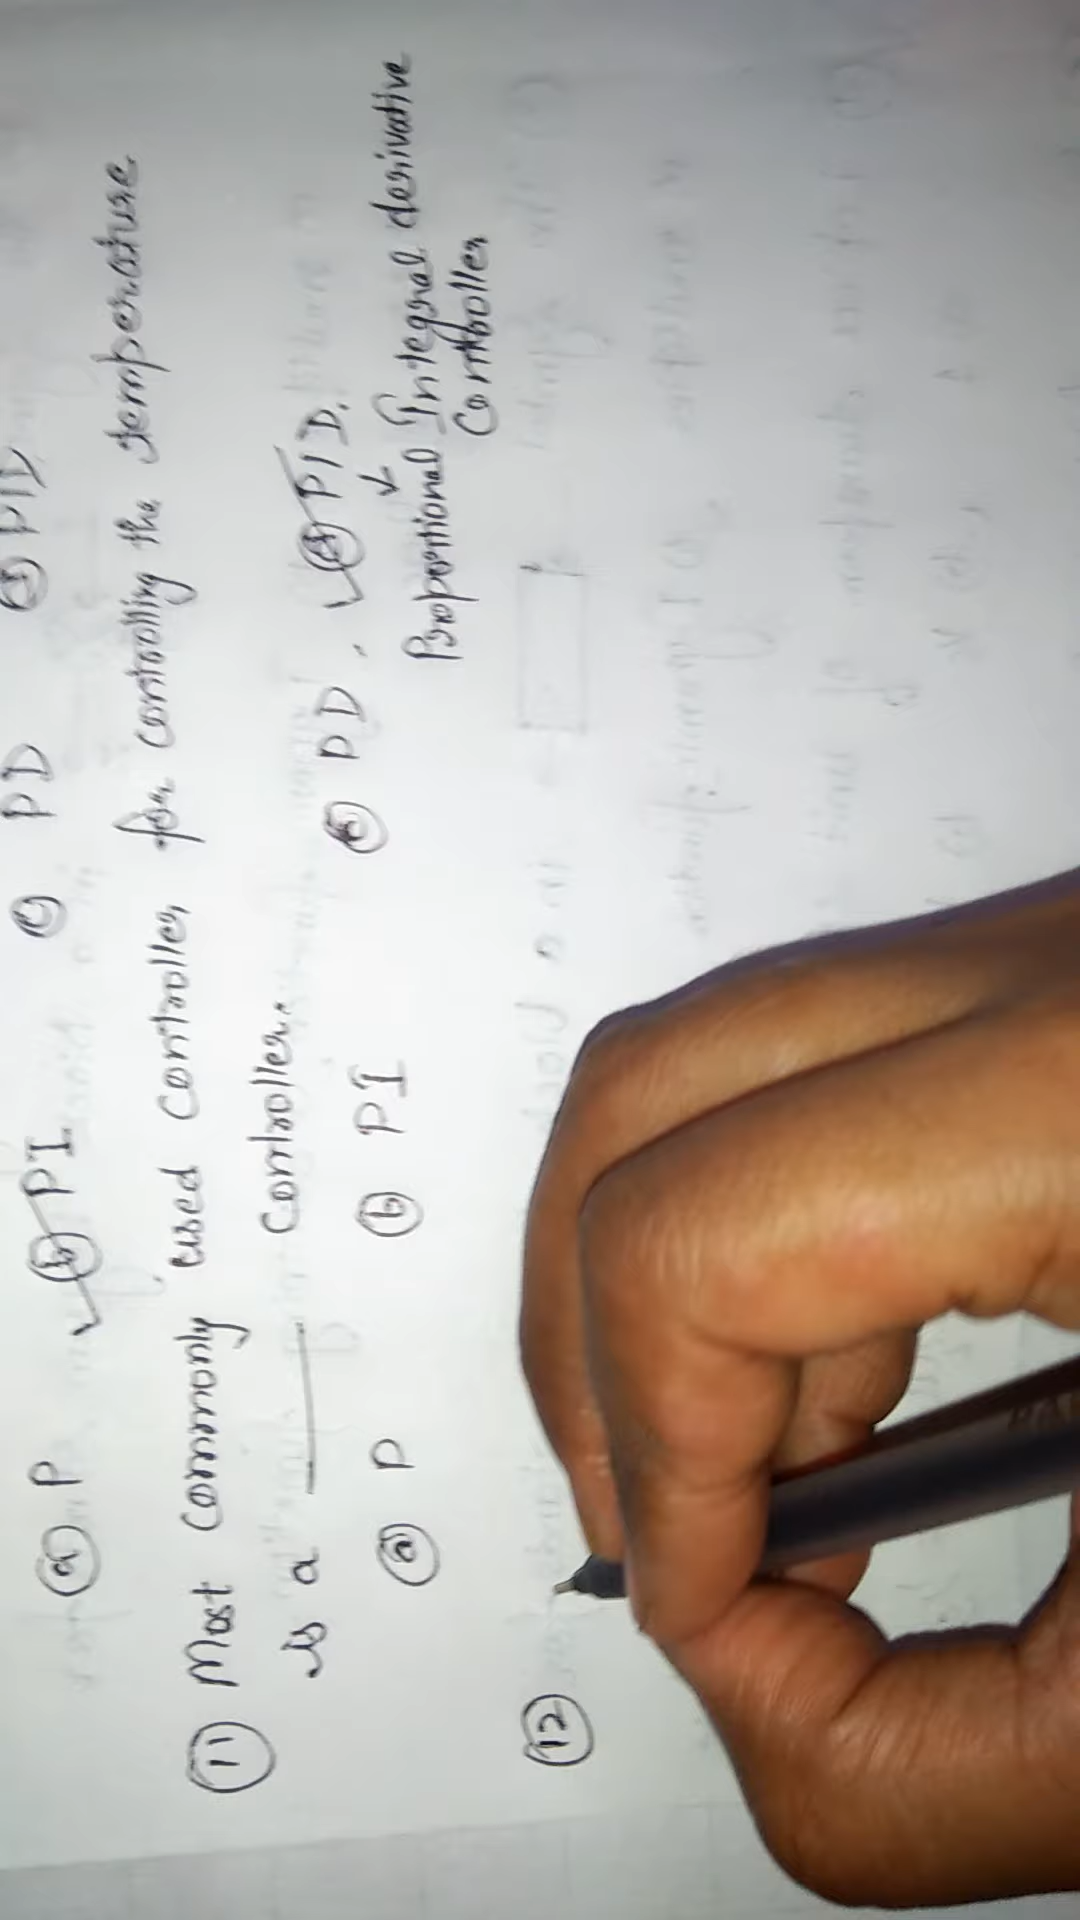 (a) P (b) PI (c) PD (d) PID
(11) Most commonly used controller for controlling the temperature
is a ____ controller.
(a) P (b) PI (c) PD. (d) PID.
Proportional Integral derivative
Controller
(12)